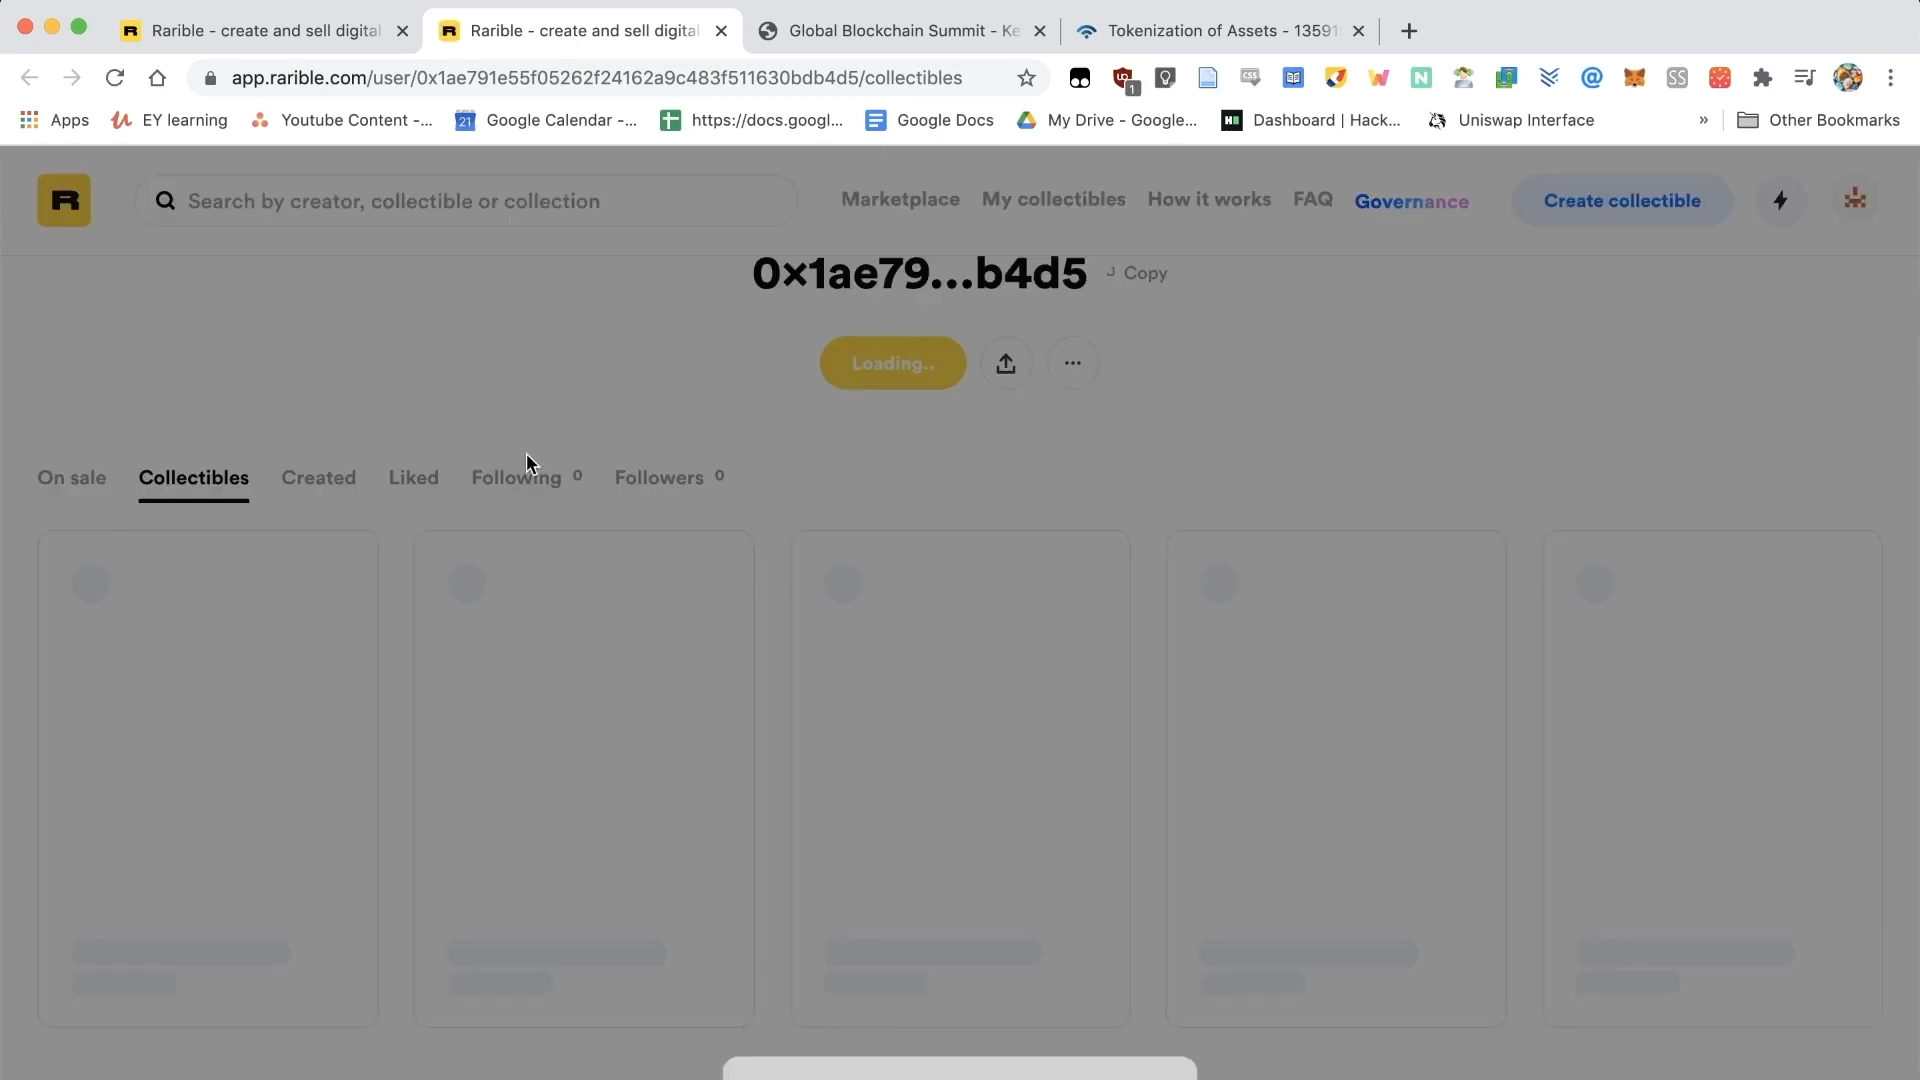 Rarible - create and sell digital
Rarible - create and sell digital
Global Blockchain Summit - Ke
Tokenization of Assets - 13591
app.rarible.com/user/0x1ae791e55f05262f24162a9c483f511630bdb4d5/collectibles
1
Apps
EY learning
Youtube Content -...
21
Google Calendar -...
https://docs.googl...
Google Docs
My Drive - Google...
Dashboard | Hack...
Uniswap Interface
»
Other Bookmarks
R
Search by creator, collectible or collection
Marketplace
My collectibles
How it works
FAQ
Governance
Create collectible
0x1ae79...b4d5
Copy
Loading..
On sale
Collectibles
Created
Liked
Following 0
Followers 0